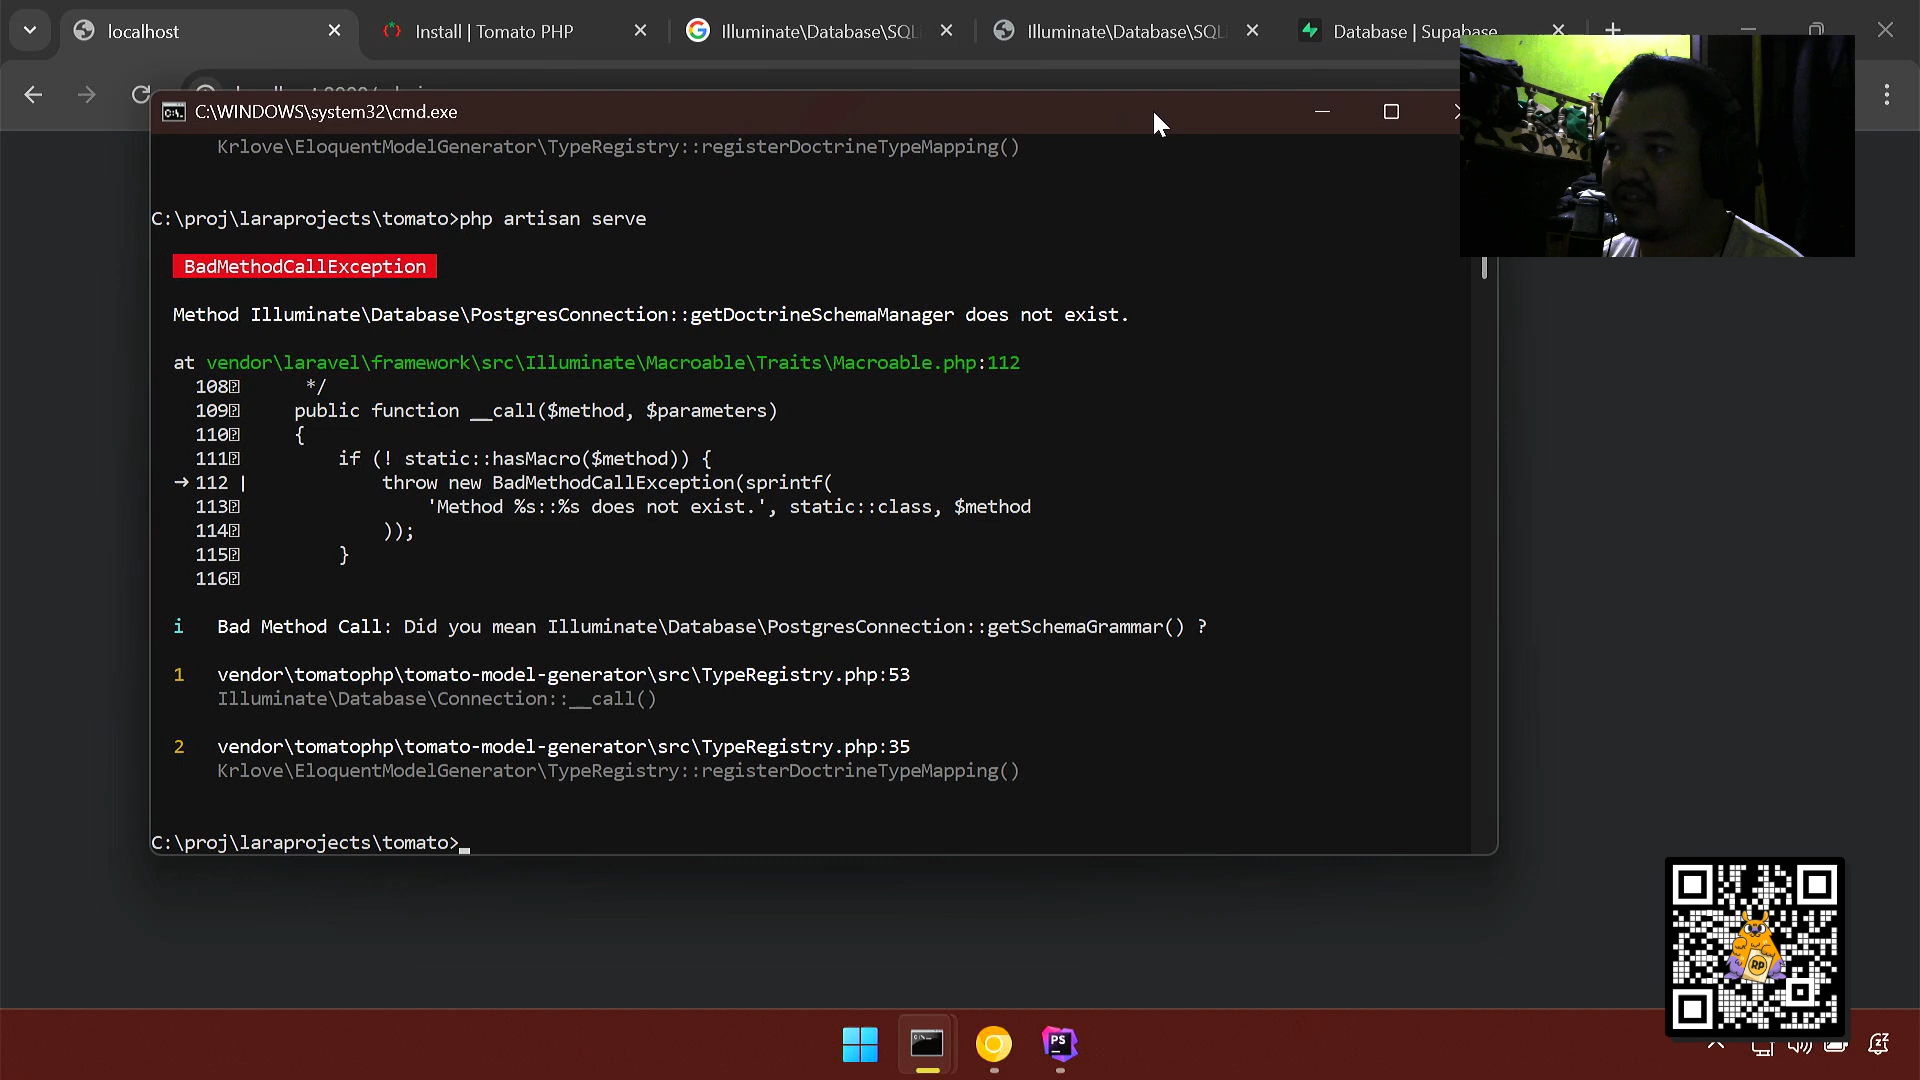 localhost
Install | Tomato PHP
Illuminate\Database\SQL
Illuminate\Database\SQL
Database | Supabase
C:\WINDOWS\system32\cmd.exe
Krlove\EloquentModelGenerator\TypeRegistry::registerDoctrineTypeMapping()
C:\proj\laraprojects\tomato>php artisan serve
BadMethodCallException
Method Illuminate\Database\PostgresConnection::getDoctrineSchemaManager does not exist.
at vendor\laravel\framework\src\Illuminate\Macroable\Traits\Macroable.php:112
108 */
109 public function __call($method, $parameters)
110 {
111 if (! static::hasMacro($method)) {
→ 112 | throw new BadMethodCallException(sprintf(
113 'Method %s::%s does not exist.', static::class, $method
114 ));
115 }
116
i Bad Method Call: Did you mean Illuminate\Database\PostgresConnection::getSchemaGrammar() ?
1 vendor\tomatophp\tomato-model-generator\src\TypeRegistry.php:53
Illuminate\Database\Connection::__call()
2 vendor\tomatophp\tomato-model-generator\src\TypeRegistry.php:35
Krlove\EloquentModelGenerator\TypeRegistry::registerDoctrineTypeMapping()
C:\proj\laraprojects\tomato>_
RP
PS